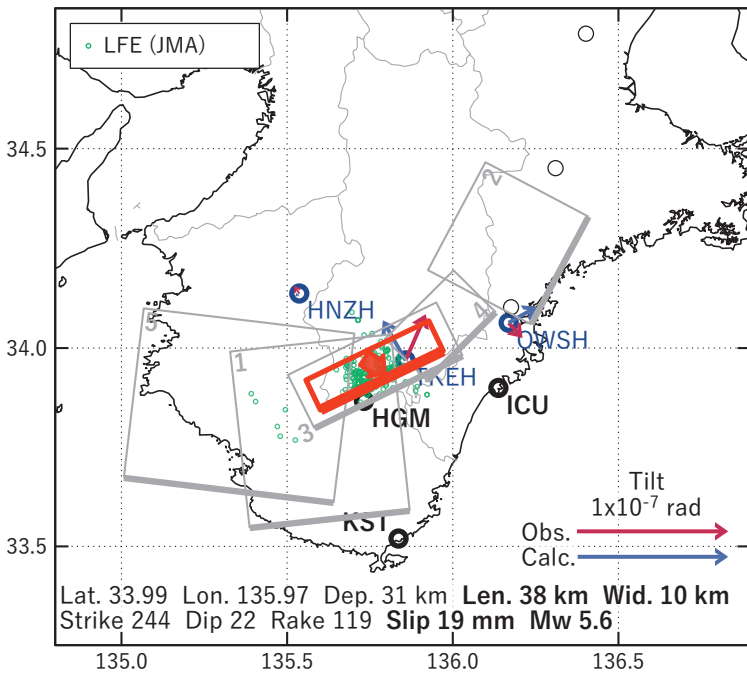 LFE (JMA)
34.5
2
HNZH
4
OWSH
5
34.0
1
TKEH
ICU
HGM
3
Tilt
1x10-7 rad
KST
Obs.
33.5
Calc.
Lat. 33.99 Lon. 135.97 Dep. 31 km Len. 38 km Wid. 10 km
Strike 244 Dip 22 Rake 119 Slip 19 mm Mw 5.6
135.0 135.5 136.0 136.5